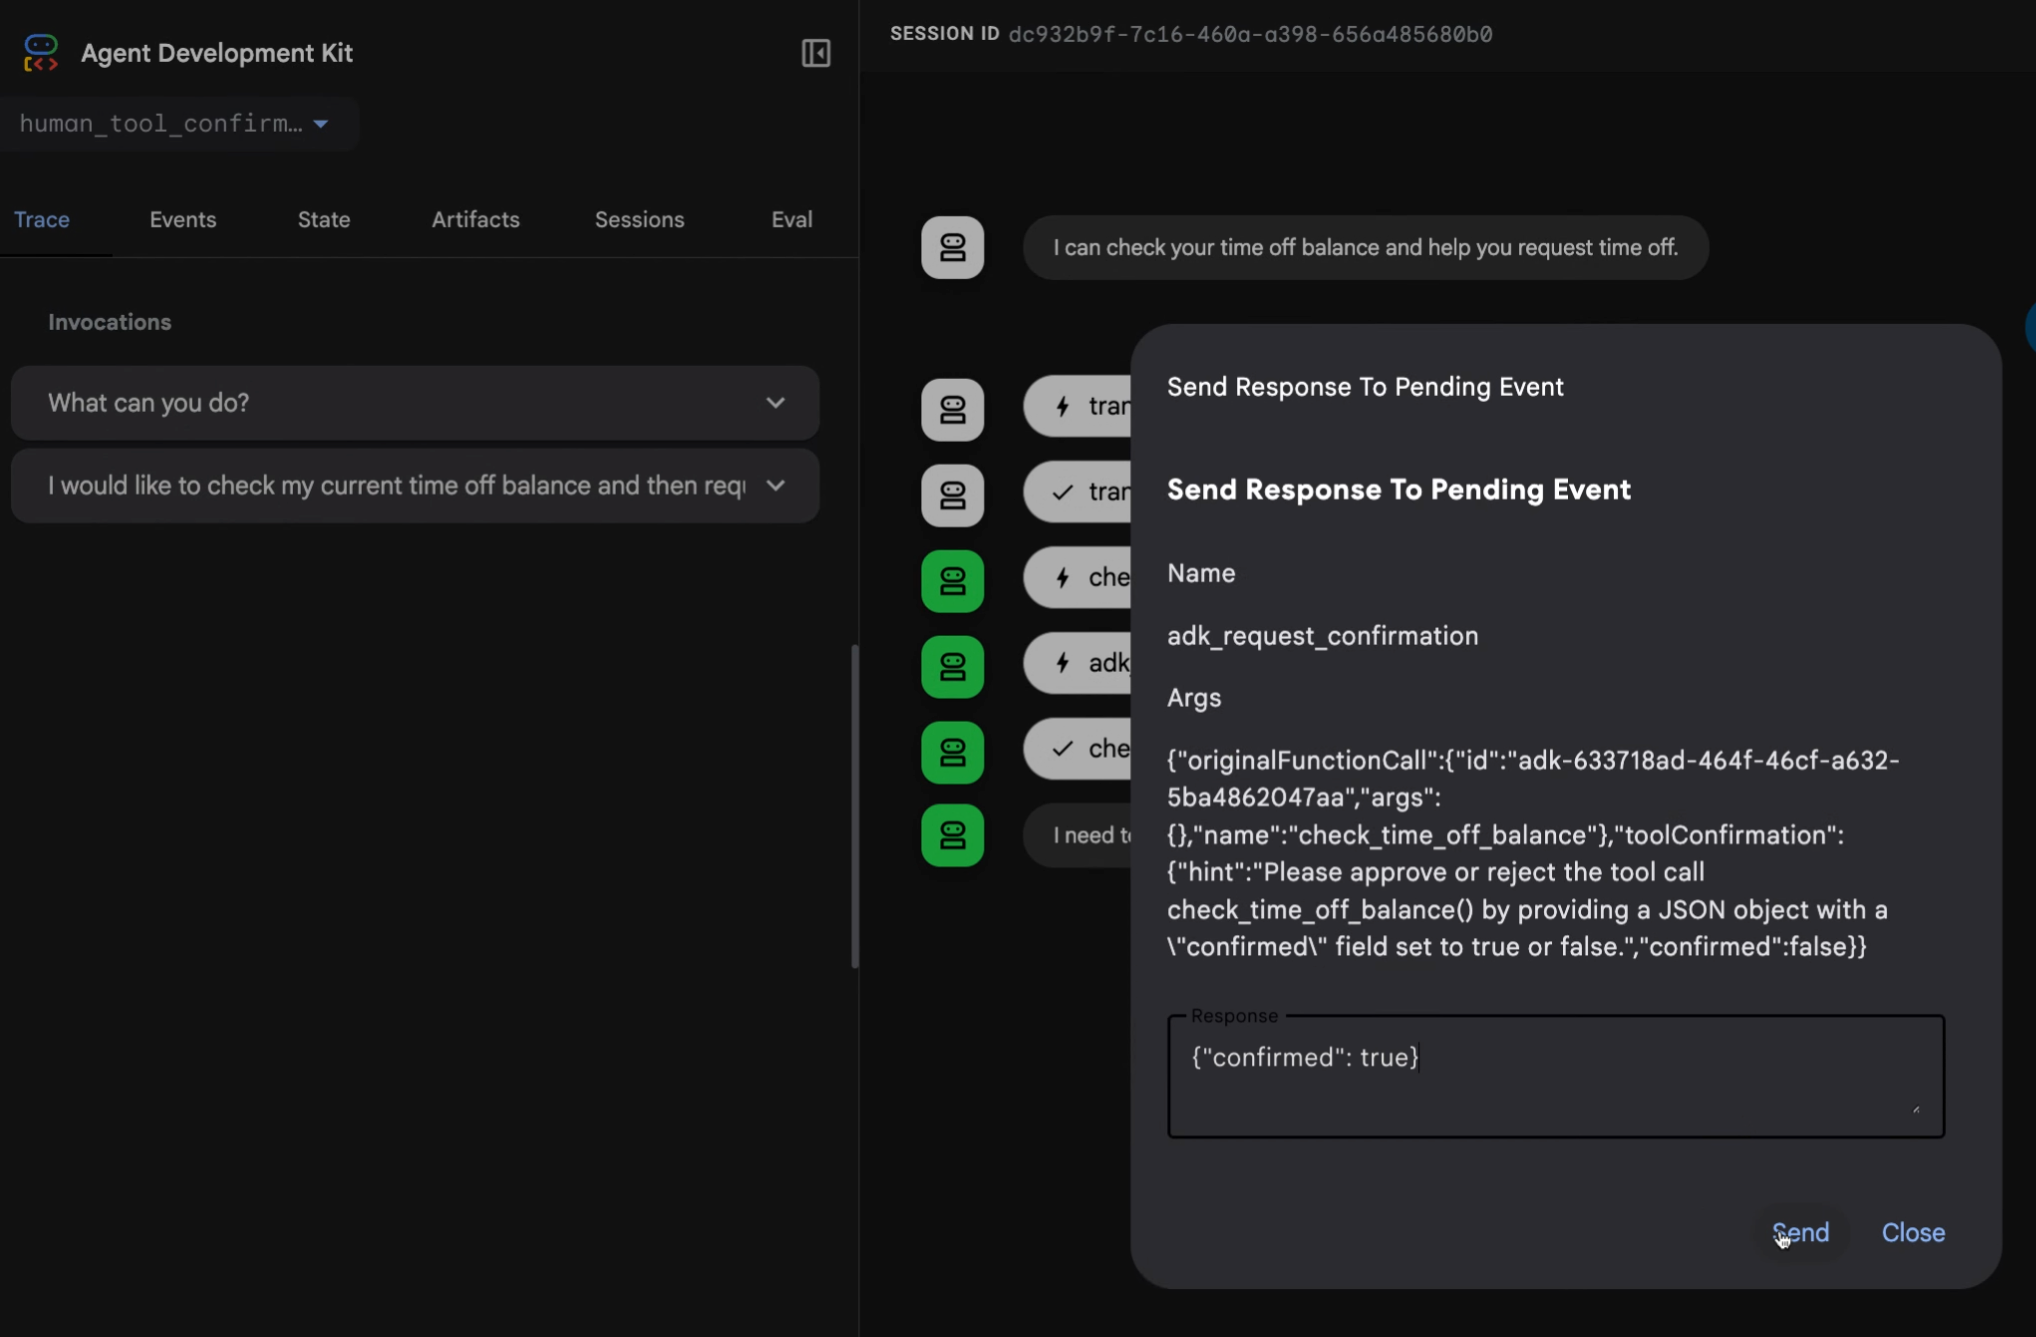 Agent Development Kit
human_tool_confirm...
Trace Events State Artifacts Sessions Eval
Invocations
What can you do?
I would like to check my current time off balance and then requ
SESSION ID dc932b9f-7c16-460a-a398-656a485680b0
I can check your time off balance and help you request time off.
tran
tran
che
adk_
che
I need to
Send Response To Pending Event
Send Response To Pending Event
Name
adk_request_confirmation
Args
{"originalFunctionCall":{"id":"adk-633718ad-464f-46cf-a632-
5ba4862047aa","args":
{},"name":"check_time_off_balance"},"toolConfirmation":
{"hint":"Please approve or reject the tool call
check_time_off_balance() by providing a JSON object with a
\"confirmed\" field set to true or false.","confirmed":false}}
Response
{"confirmed": true}
Send Close